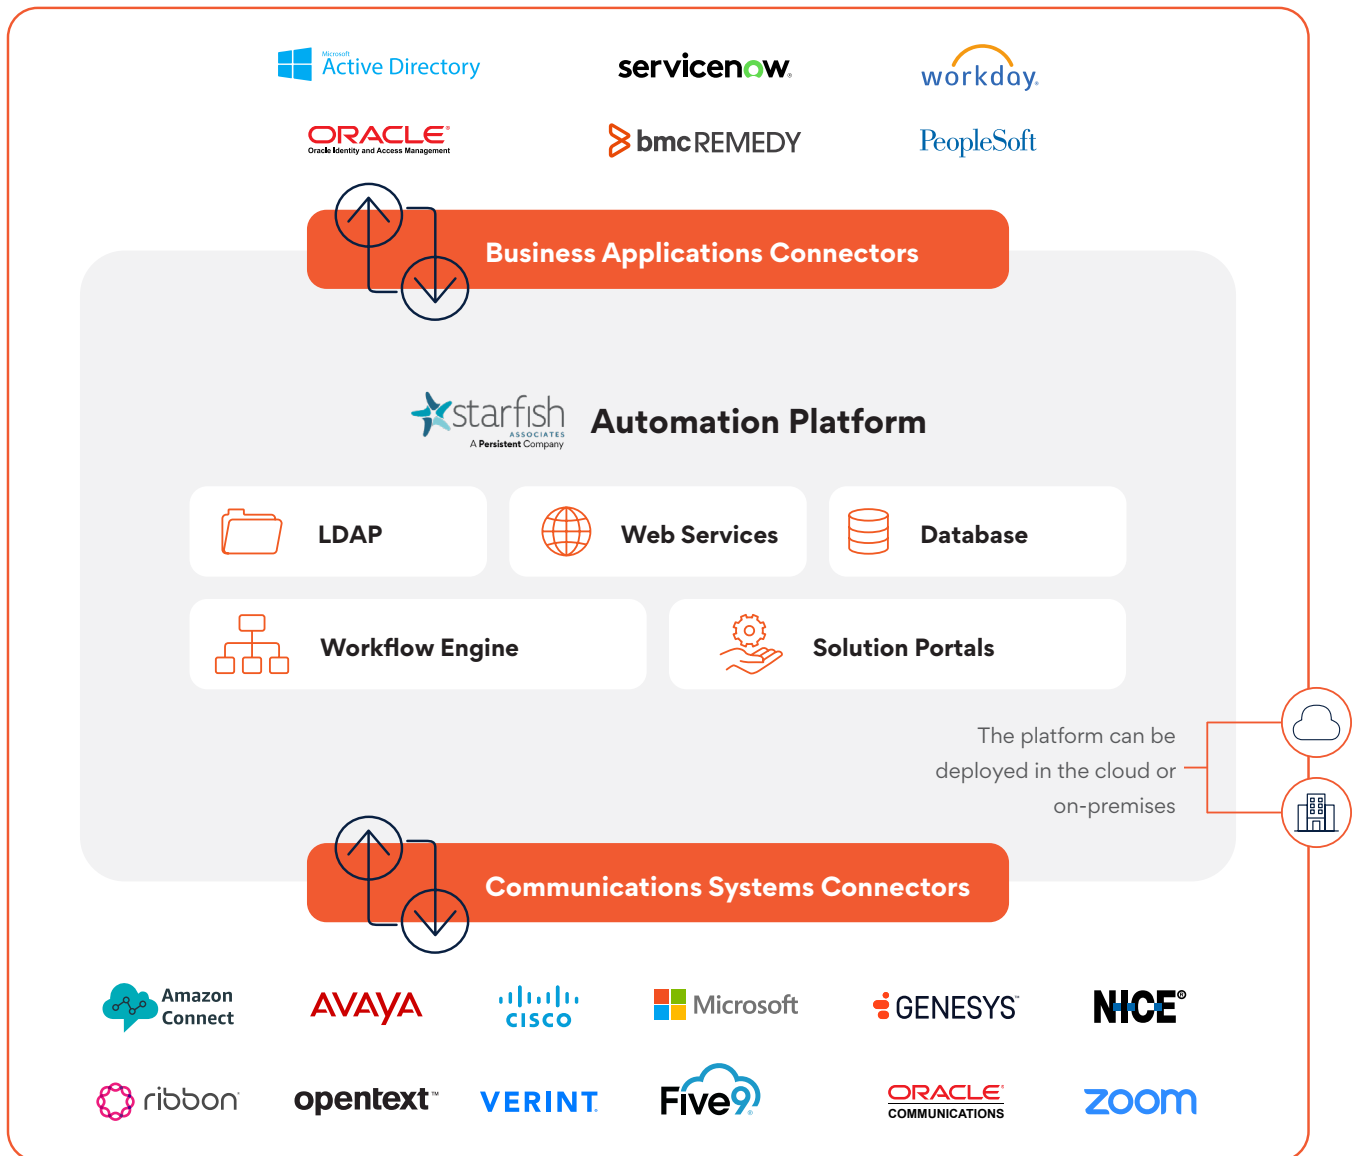 Microsoft
Active Directory
servicenow®
workday®
ORACLE®
Oracle Identity and Access Management
bmc REMEDY
PeopleSoft
Business Applications Connectors
starfish
ASSOCIATES
A Persistent Company
Automation Platform
LDAP
Web Services
Database
Workflow Engine
Solution Portals
The platform can be
deployed in the cloud or
on-premises
Communications Systems Connectors
Amazon
Connect
AVAYA
CISCO
Microsoft
GENESYS™
NICE®
ribbon
opentext™
VERINT
Five9®
ORACLE®
COMMUNICATIONS
zoom